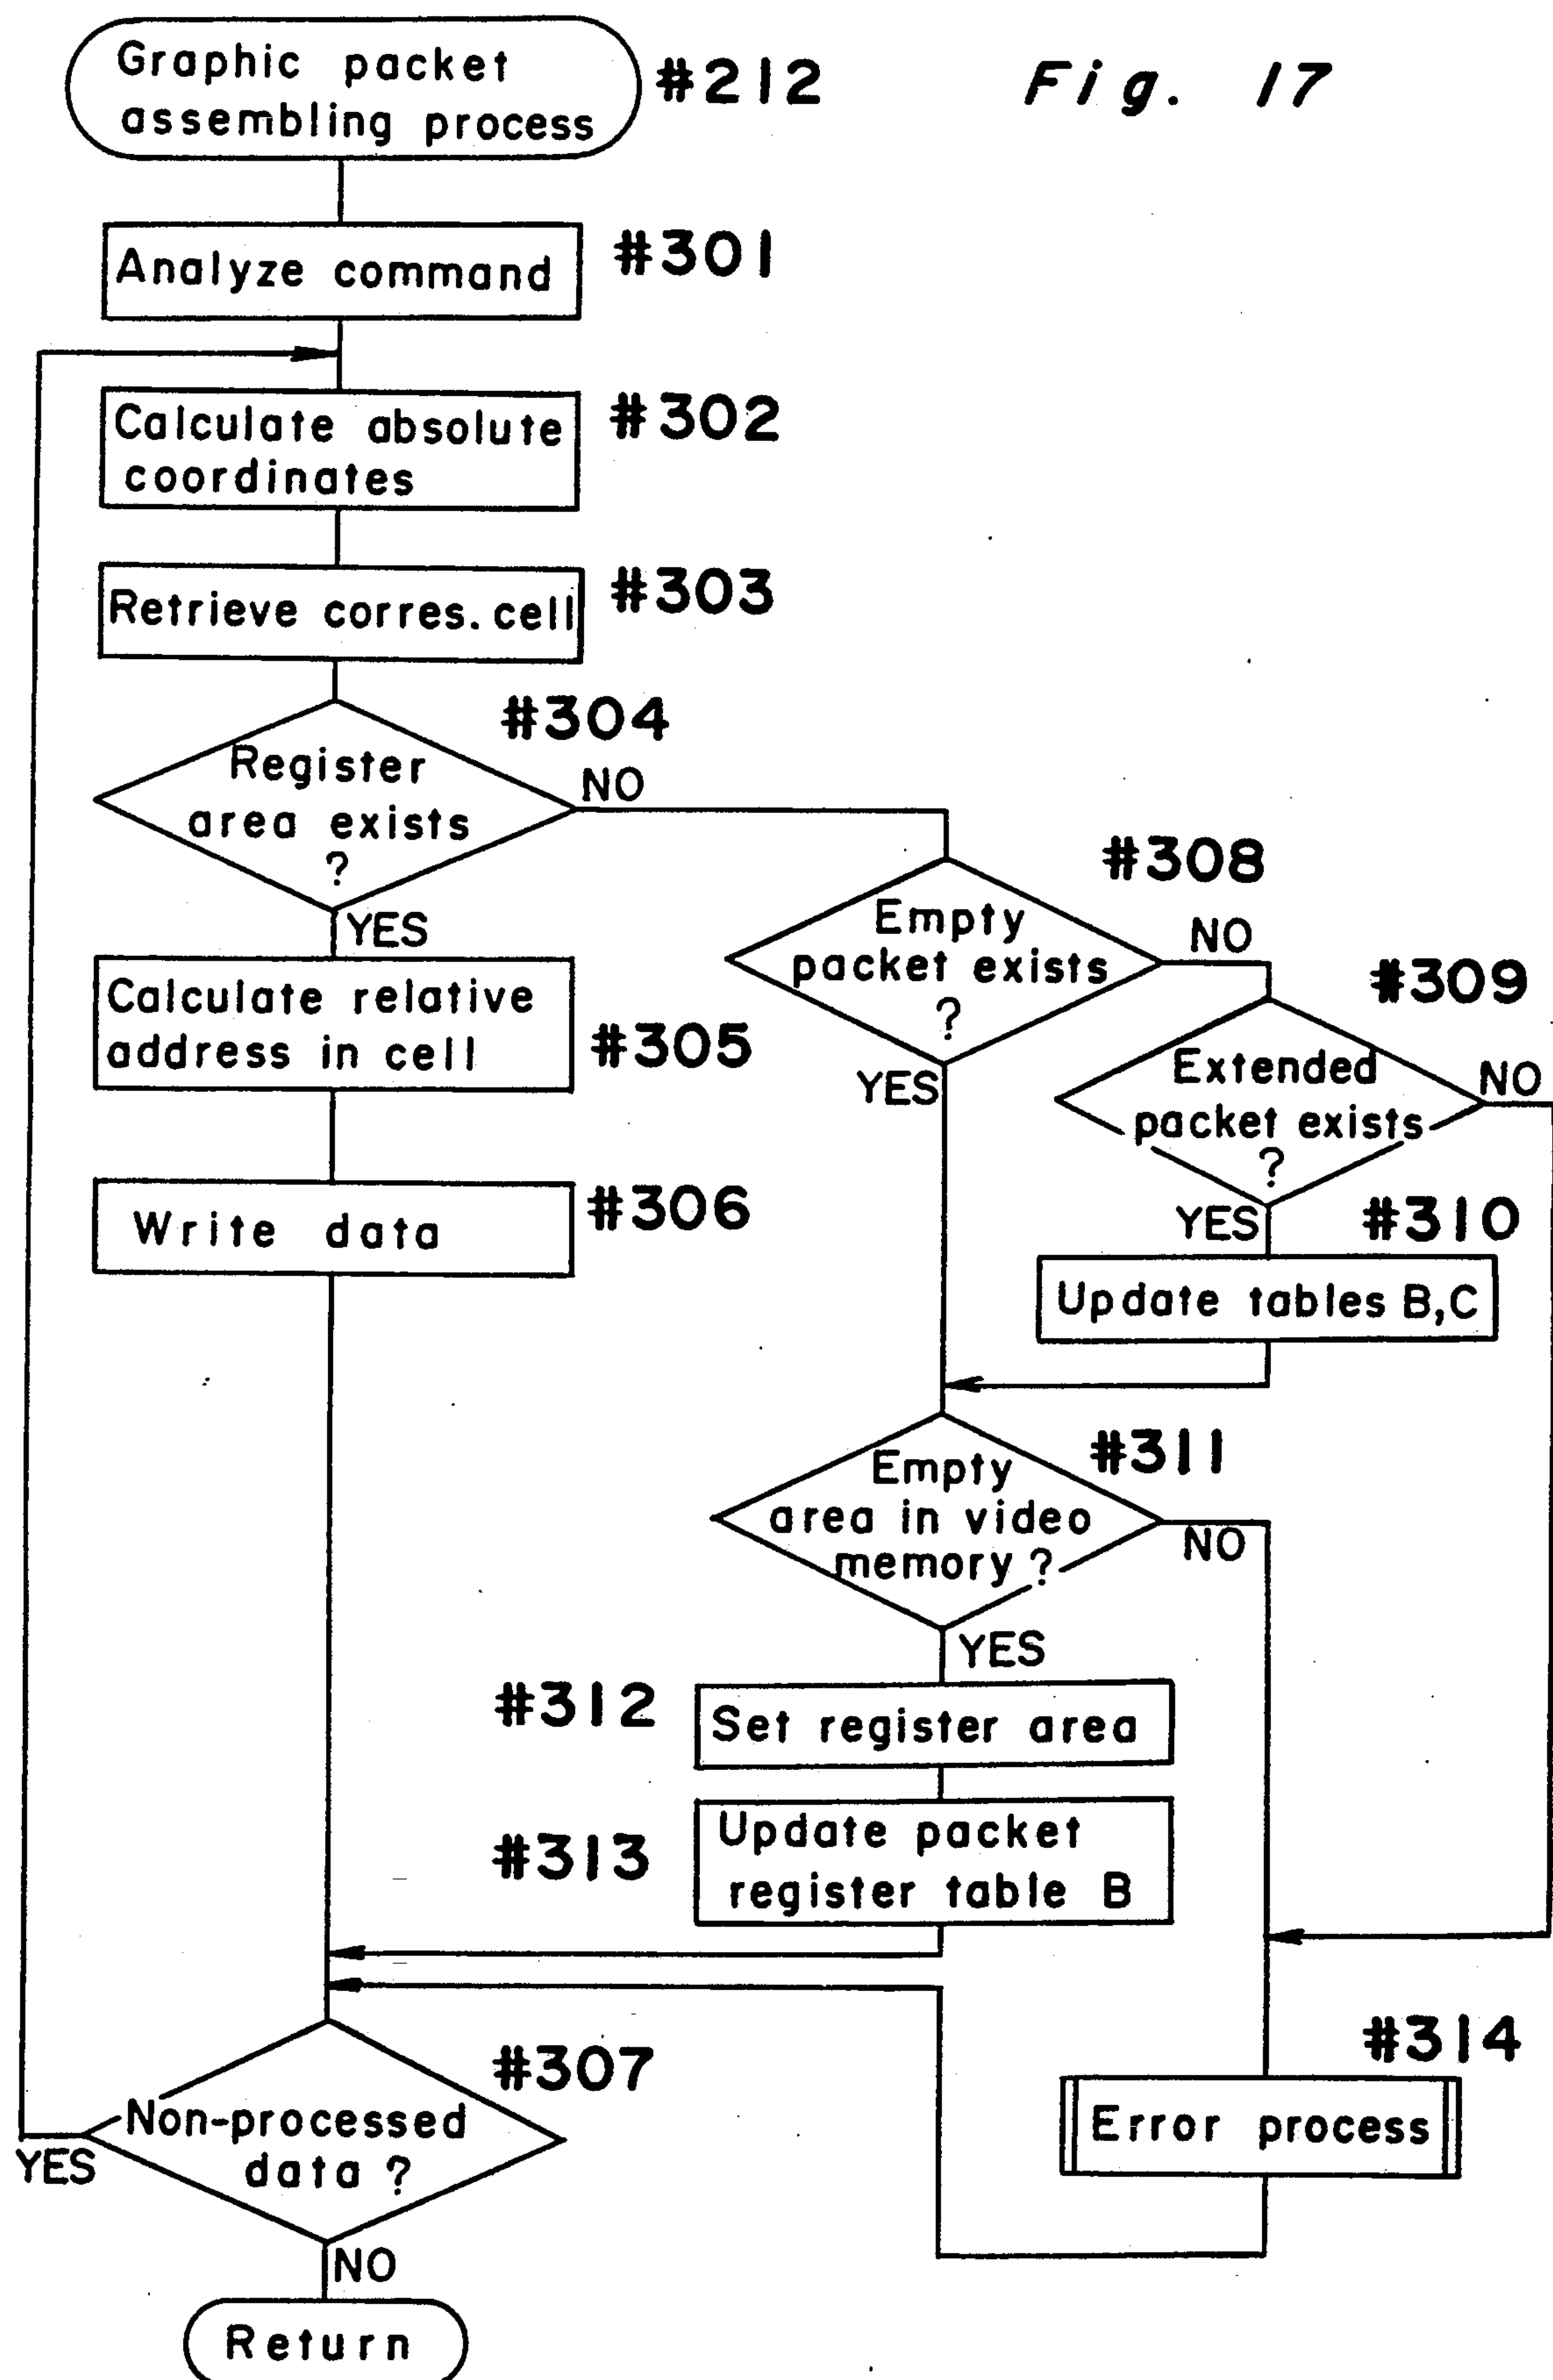 Graphic packet
assembling process
#212
Fig. 17
Analyze command
#301
Calculate absolute
coordinates
#302
Retrieve corres. cell
#303
#304
Register
area exists
?
NO
YES
#308
Empty
packet exists
?
NO
YES
#309
Extended
packet exists
?
NO
YES
Calculate relative
address in cell
#305
Write data
#306
#310
Update tables B,C
#311
Empty
area in video
memory ?
NO
YES
#312
Set register area
#313
Update packet
register table B
#307
Non-processed
data ?
YES
NO
#314
Error process
Return